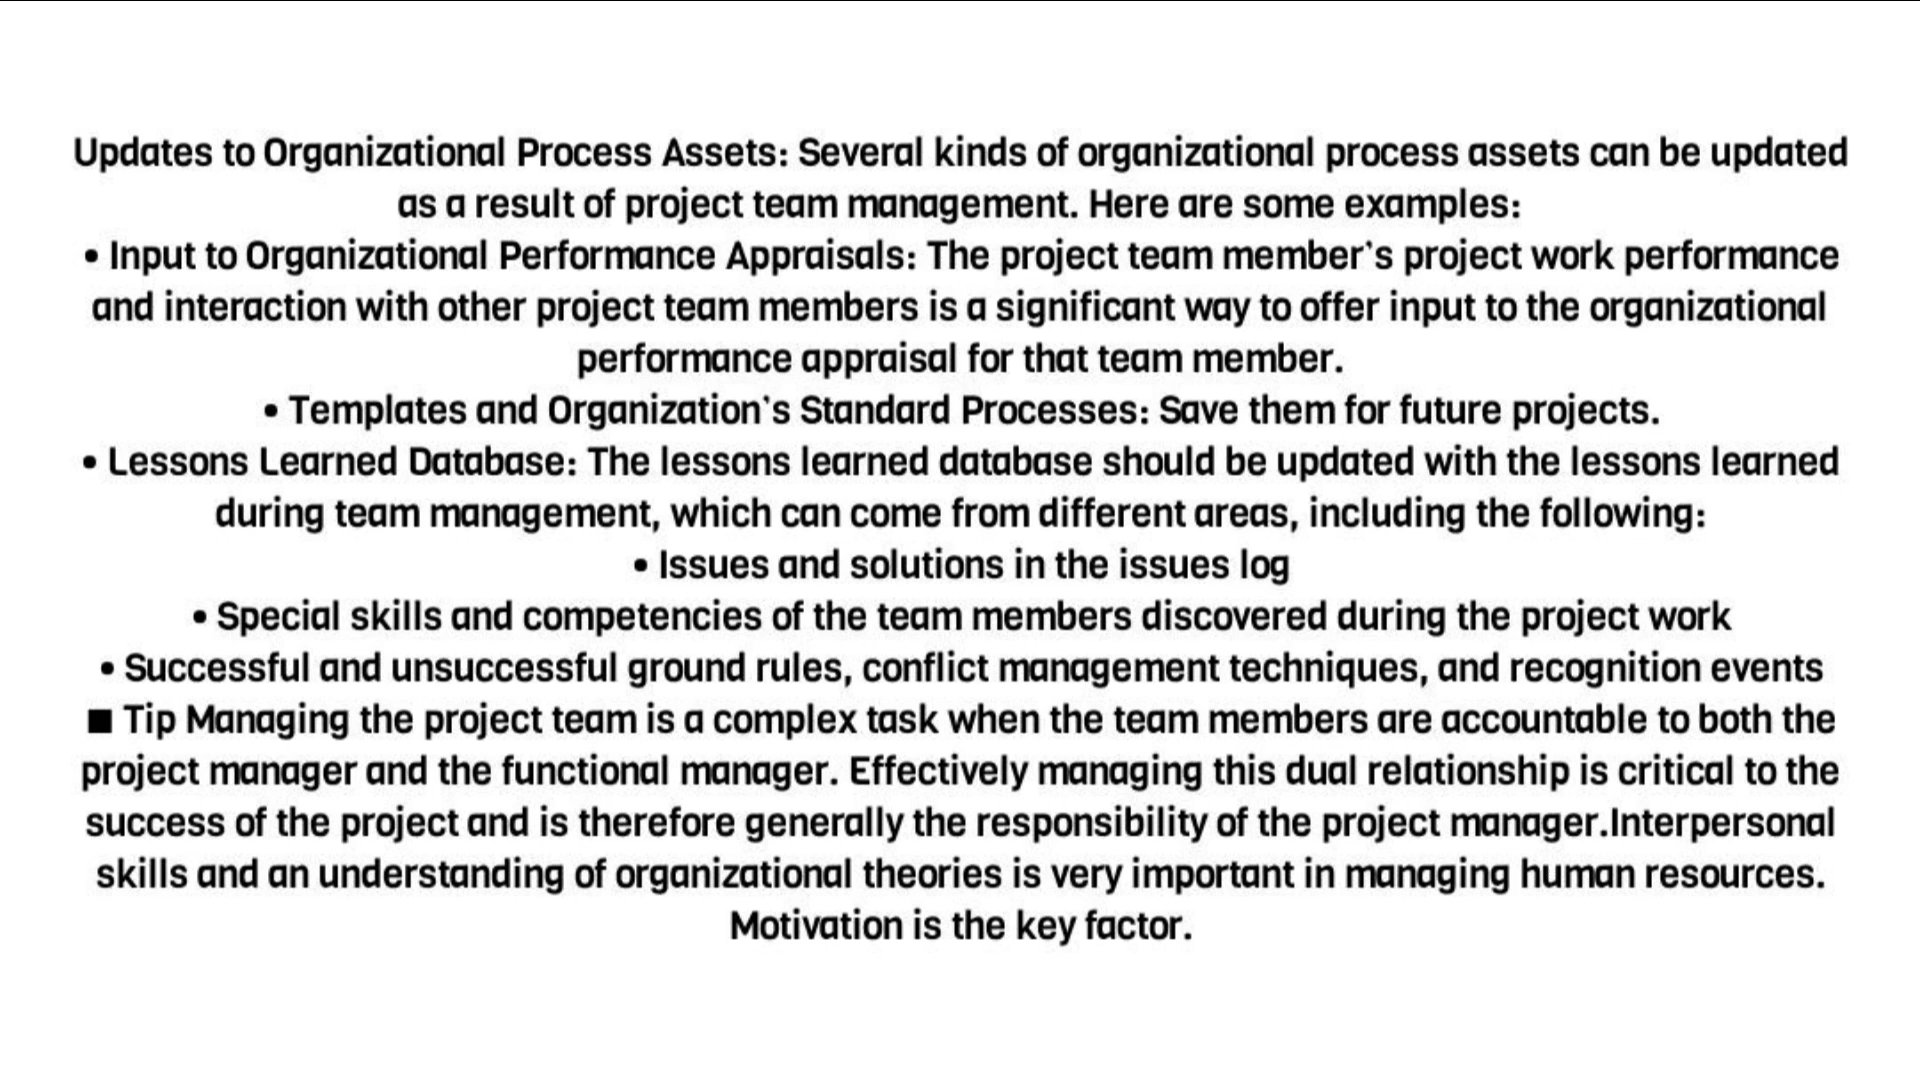 Updates to Organizational Process Assets: Several kinds of organizational process assets can be updated
as a result of project team management. Here are some examples:
• Input to Organizational Performance Appraisals: The project team member's project work performance
and interaction with other project team members is a significant way to offer input to the organizational
performance appraisal for that team member.
• Templates and Organization's Standard Processes: Save them for future projects.
• Lessons Learned Database: The lessons learned database should be updated with the lessons learned
during team management, which can come from different areas, including the following:
• Issues and solutions in the issues log
• Special skills and competencies of the team members discovered during the project work
• Successful and unsuccessful ground rules, conflict management techniques, and recognition events
■ Tip Managing the project team is a complex task when the team members are accountable to both the
project manager and the functional manager. Effectively managing this dual relationship is critical to the
success of the project and is therefore generally the responsibility of the project manager.Interpersonal
skills and an understanding of organizational theories is very important in managing human resources.
Motivation is the key factor.